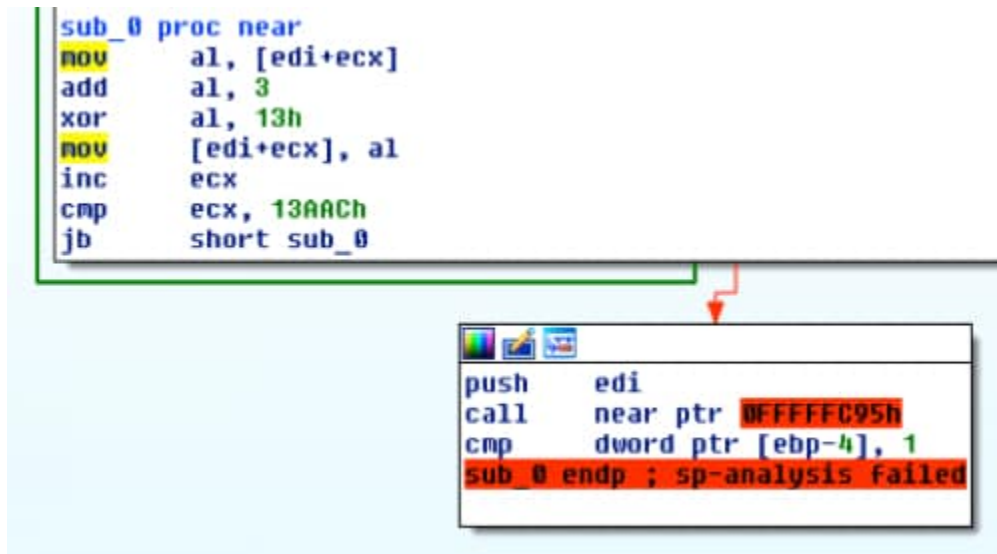 sub_0 proc near
mov al, [edi+ecx]
add al, 3
xor al, 13h
mov [edi+ecx], al
inc ecx
cmp ecx, 13AACh
jb short sub_0
push edi
call near ptr 0FFFFFC95h
cmp dword ptr [ebp-4], 1
sub_0 endp ; sp-analysis failed